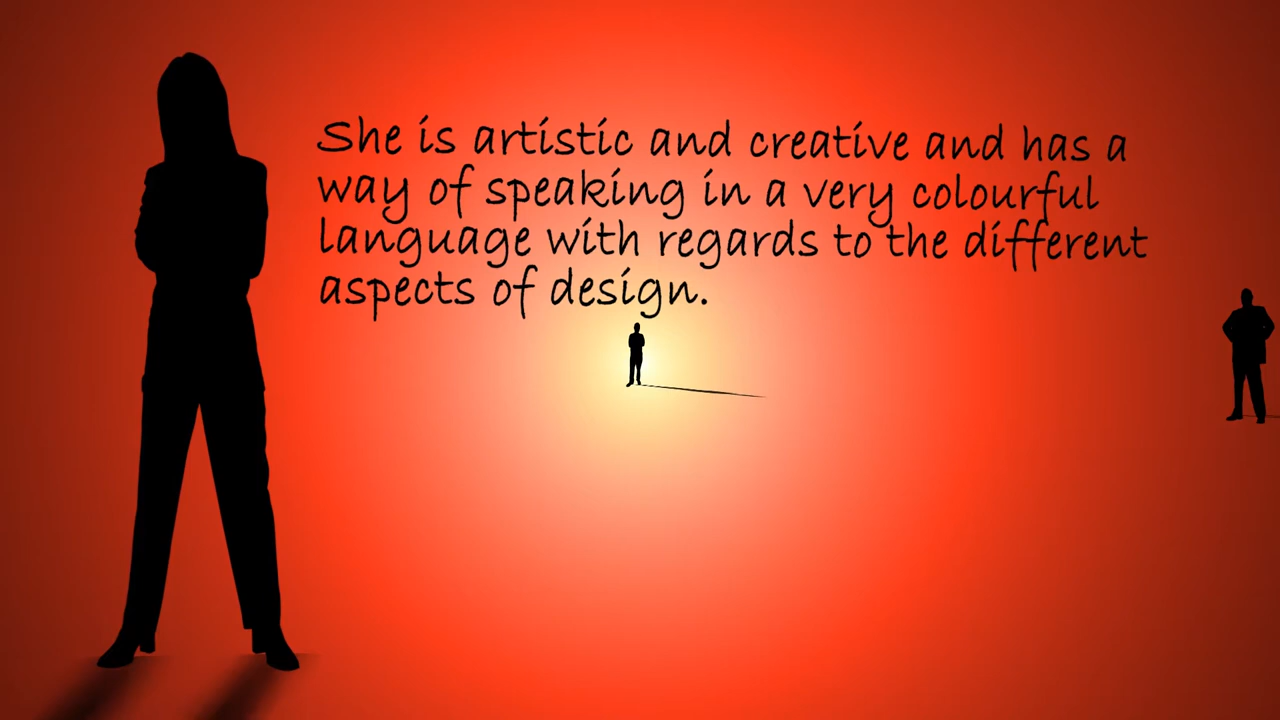 She is artistic and creative and has a
way of speaking in a very colourful
language with regards to the different
aspects of design.